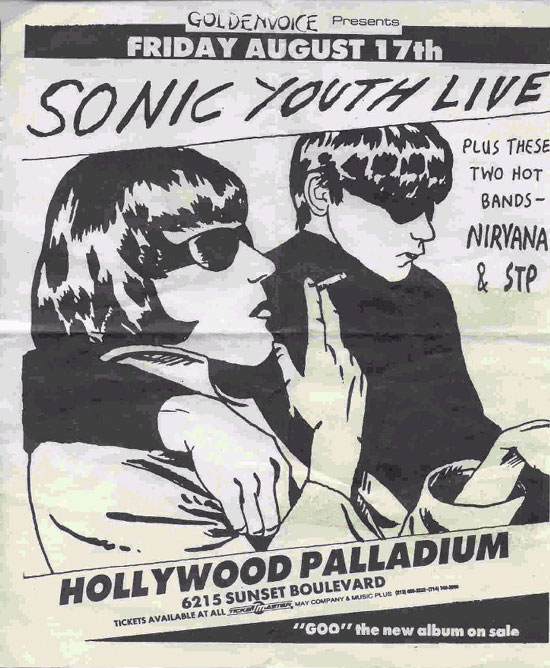 GOLDENVOICE Presents
FRIDAY AUGUST 17th
SONIC YOUTH LIVE
PLUS THESE
TWO HOT
BANDS-
NIRVANA
& STP
HOLLYWOOD PALLADIUM
6215 SUNSET BOULEVARD
TICKETS AVAILABLE AT ALL TICKETMASTER, MAY COMPANY & MUSIC PLUS
"GOO" the new album on sale